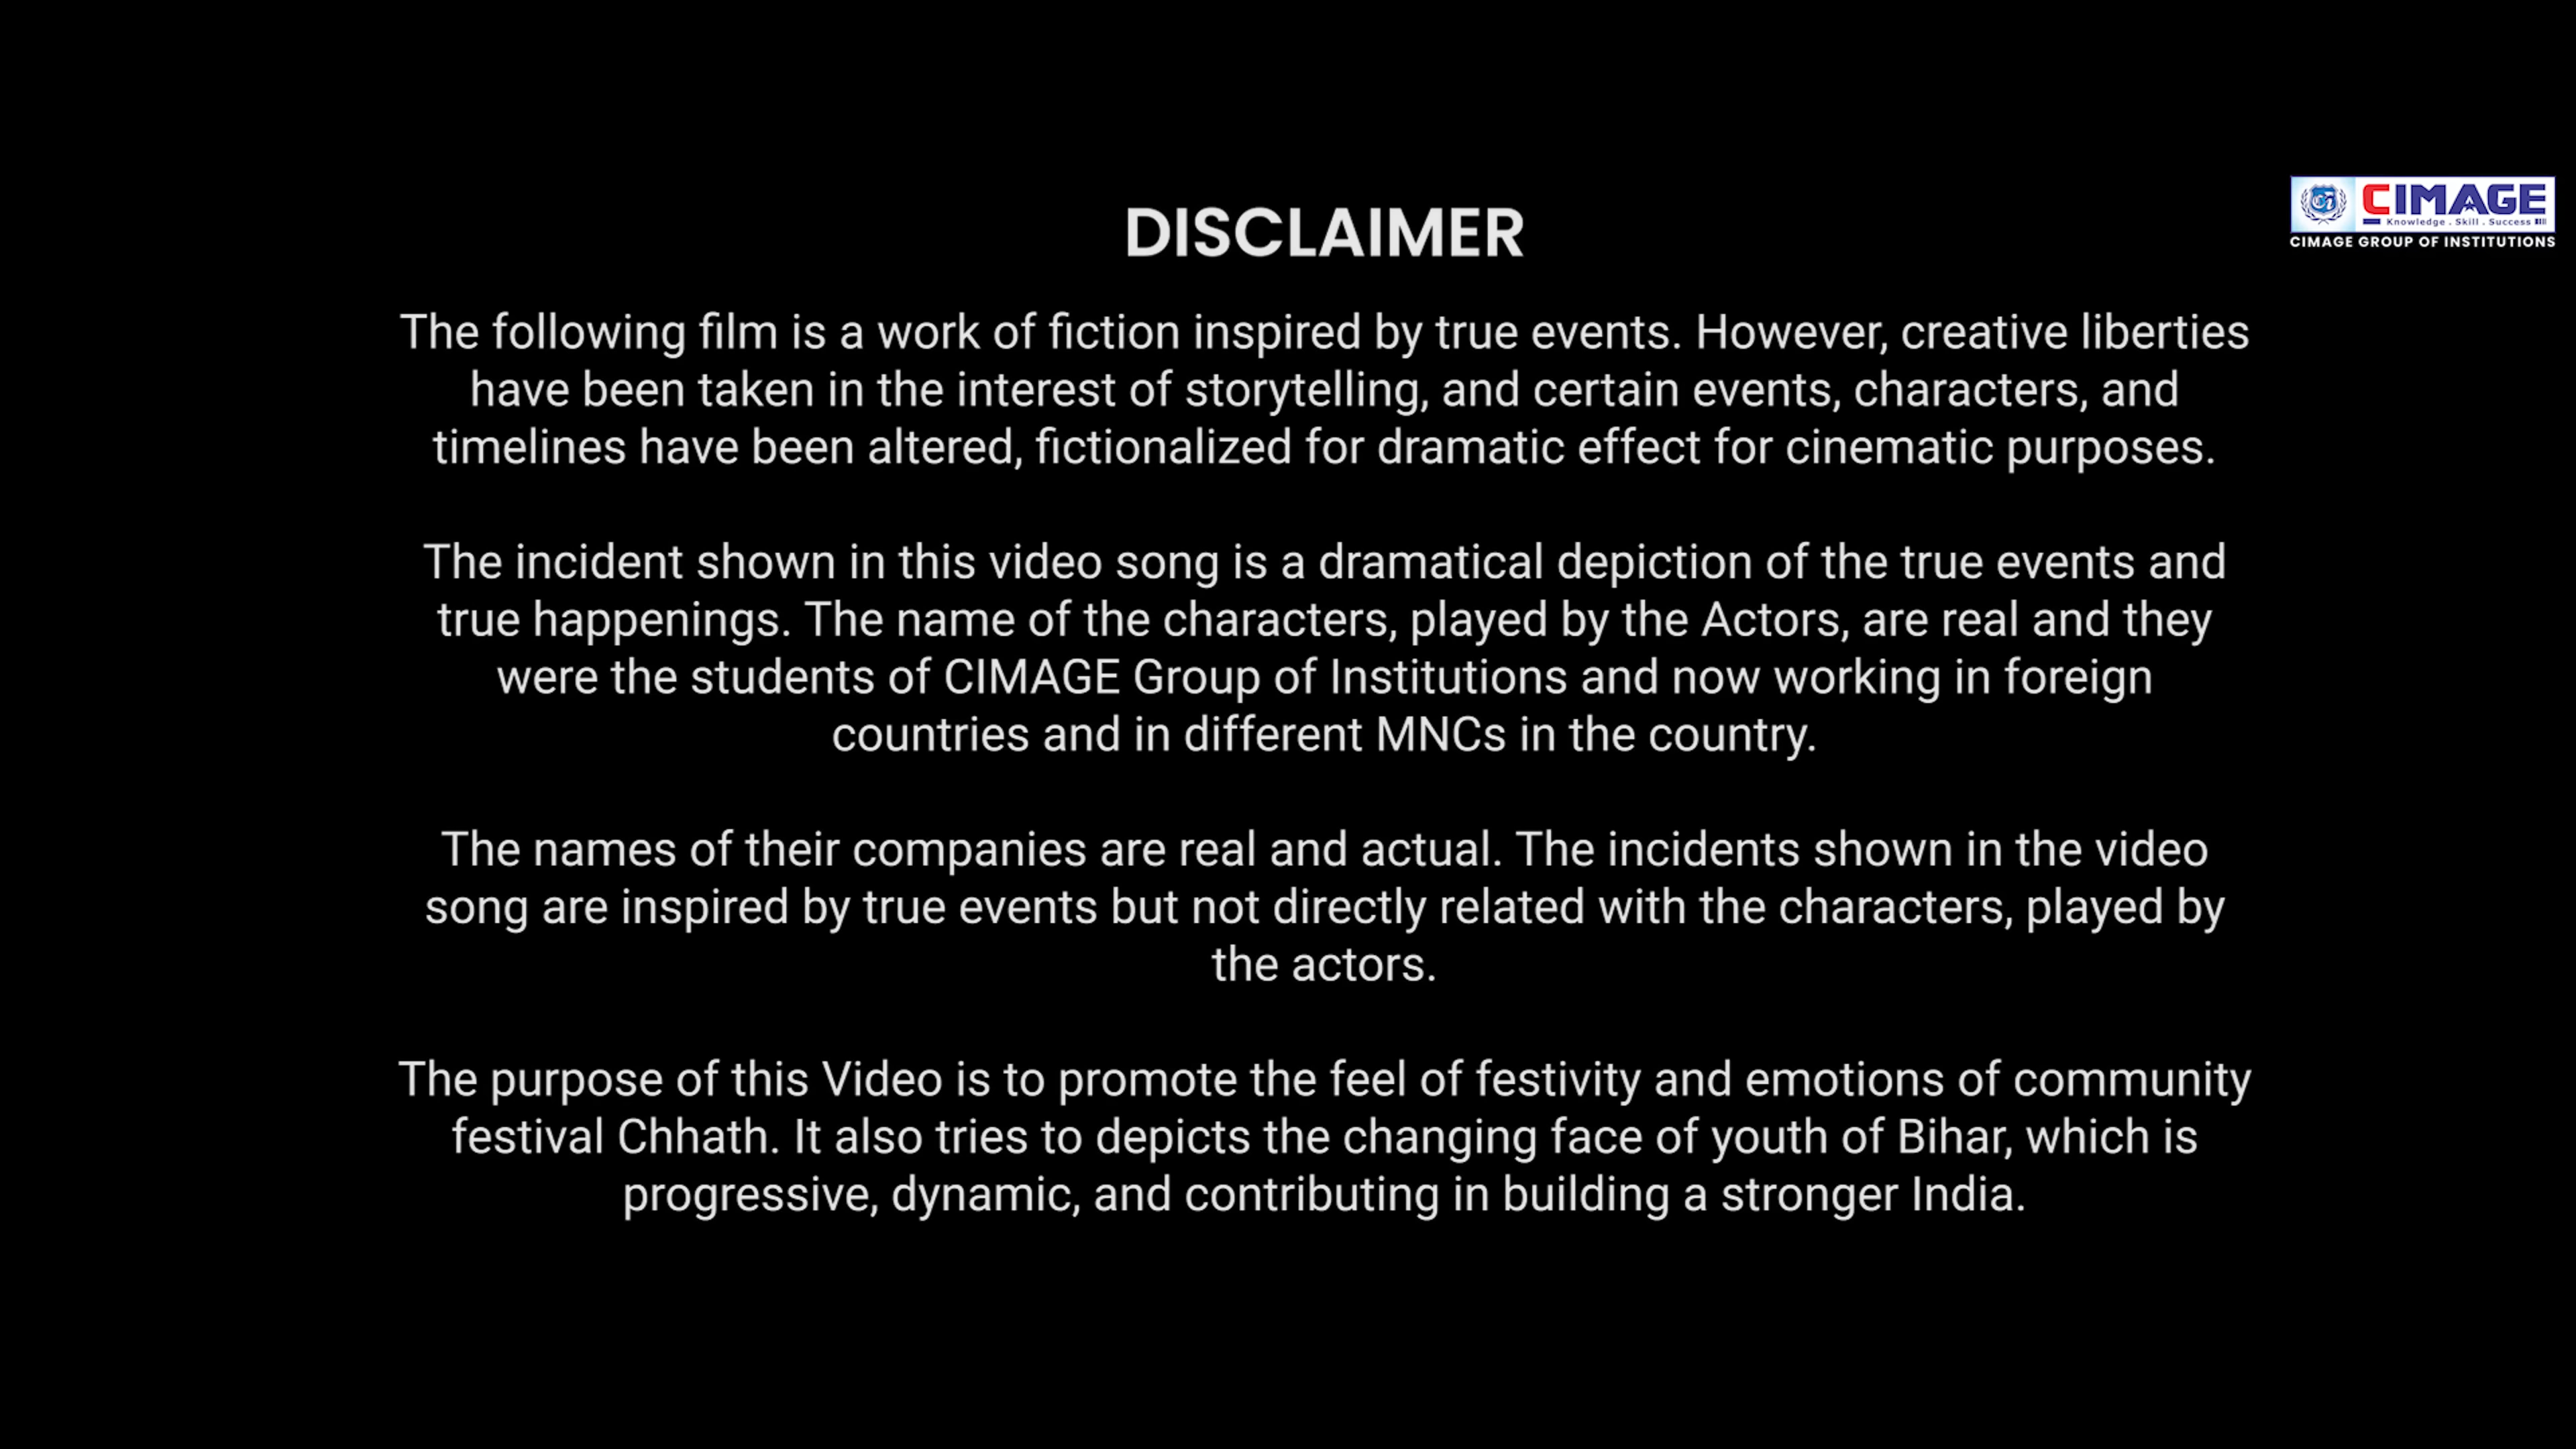 CIMAGE
Knowledge . Skill . Success
CIMAGE GROUP OF INSTITUTIONS
DISCLAIMER
The following film is a work of fiction inspired by true events. However, creative liberties
have been taken in the interest of storytelling, and certain events, characters, and
timelines have been altered, fictionalized for dramatic effect for cinematic purposes.
The incident shown in this video song is a dramatical depiction of the true events and
true happenings. The name of the characters, played by the Actors, are real and they
were the students of CIMAGE Group of Institutions and now working in foreign
countries and in different MNCs in the country.
The names of their companies are real and actual. The incidents shown in the video
song are inspired by true events but not directly related with the characters, played by
the actors.
The purpose of this Video is to promote the feel of festivity and emotions of community
festival Chhath. It also tries to depicts the changing face of youth of Bihar, which is
progressive, dynamic, and contributing in building a stronger India.